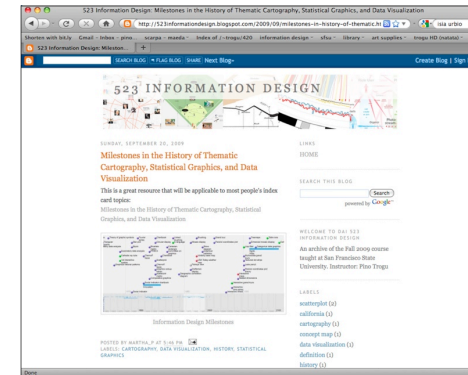 523 Information Design: Milestones in the History of Thematic Cartography, Statistical Graphics, and Data Visualization
http://523informationdesign.blogspot.com/2009/09/milestones-in-history-of-thematic.ht
isia urbino
Shorten with bit.ly Gmail - Inbox - pino... scarpa - maeda Index of /~trogu/420 information design sfsu library art supplies trogu HD (natata)
523 Information Design: Mileston...
SEARCH BLOG FLAG BLOG SHARE Next Blog» Create Blog | Sign
523 INFORMATION DESIGN
SUNDAY, SEPTEMBER 20, 2009
Milestones in the History of Thematic
Cartography, Statistical Graphics, and Data
Visualization
This is a great resource that will be applicable to most people's index
card topics:
Milestones in the History of Thematic Cartography, Statistical
Graphics, and Data Visualization
Information Design Milestones
POSTED BY MARTHA_P AT 5:46 PM
LABELS: CARTOGRAPHY, DATA VISUALIZATION, HISTORY, STATISTICAL
GRAPHICS
LINKS
HOME
SEARCH THIS BLOG
Search
powered by Google™
WELCOME TO DAI 523
INFORMATION DESIGN
An archive of the Fall 2009 course
taught at San Francisco State
University. Instructor: Pino Trogu
LABELS
scatterplot (2)
california (1)
cartography (1)
concept map (1)
data visualization (1)
definition (1)
history (1)
Done